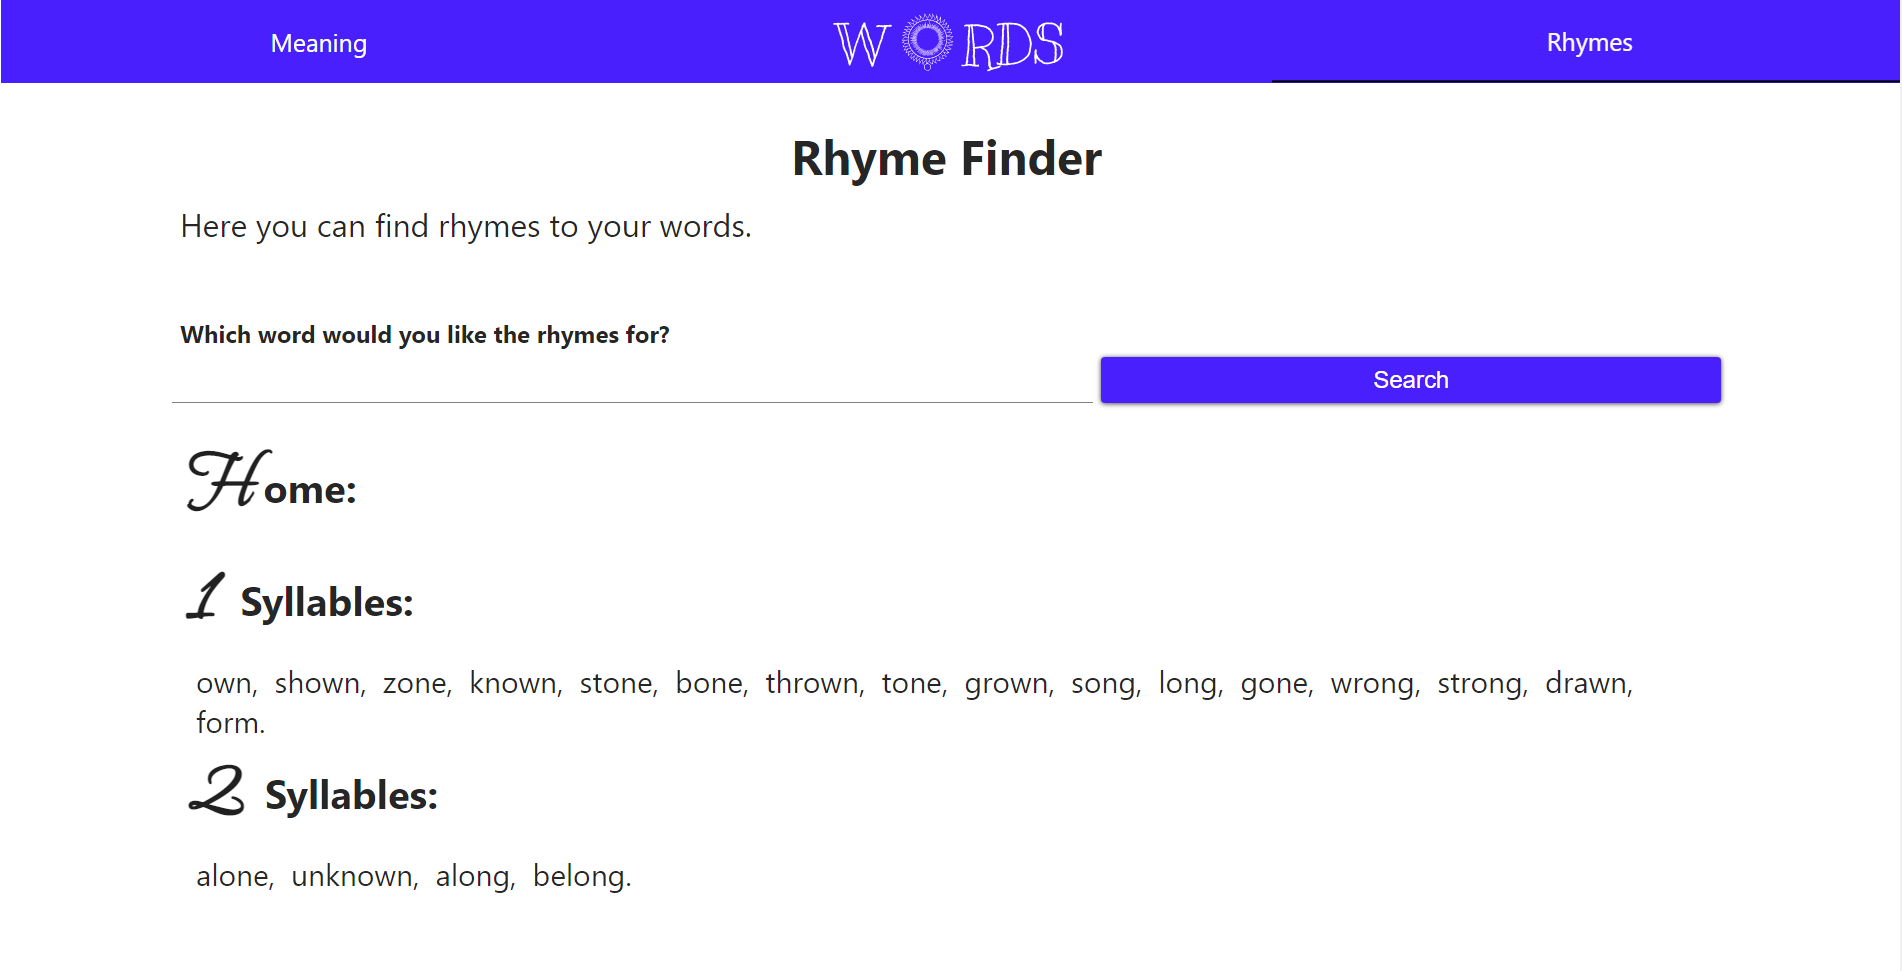 Meaning
WORDS
Rhymes
Rhyme Finder
Here you can find rhymes to your words.
Which word would you like the rhymes for?
Search
Home:
1 Syllables:
own, shown, zone, known, stone, bone, thrown, tone, grown, song, long, gone, wrong, strong, drawn,
form.
2 Syllables:
alone, unknown, along, belong.